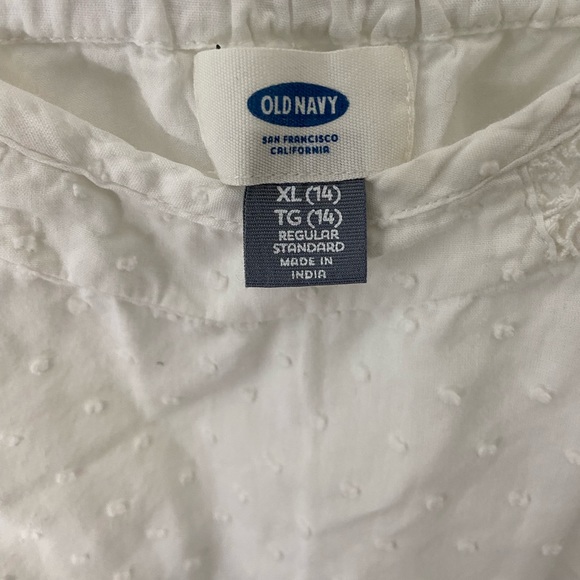 OLD NAVY
SAN FRANCISCO
CALIFORNIA
XL (14)
TG (14)
REGULAR
STANDARD
MADE IN
INDIA